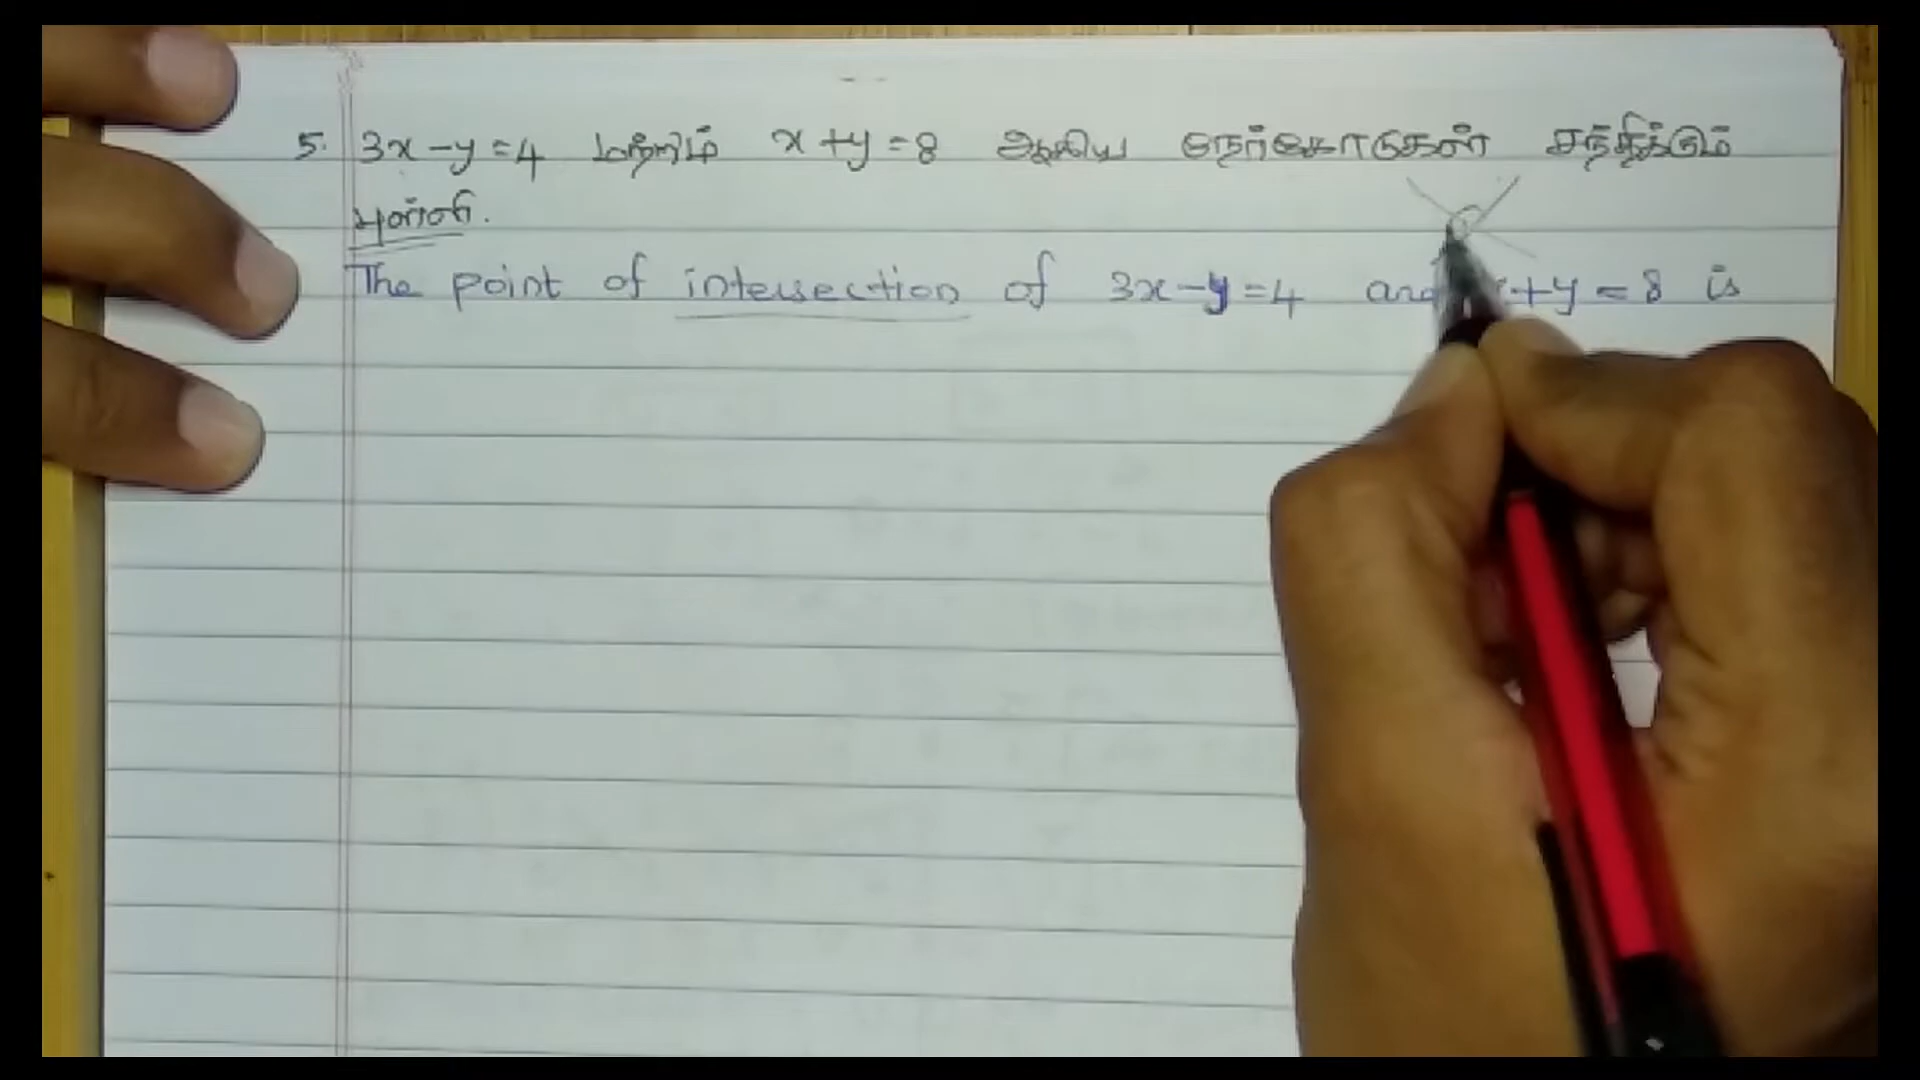 5. 3x-y=4 மற்றும் x+y=8 ஆகிய நேர்கோடுகள் சந்திக்கும்
புள்ளி.
The point of intersection of 3x-y=4 and x+y=8 is